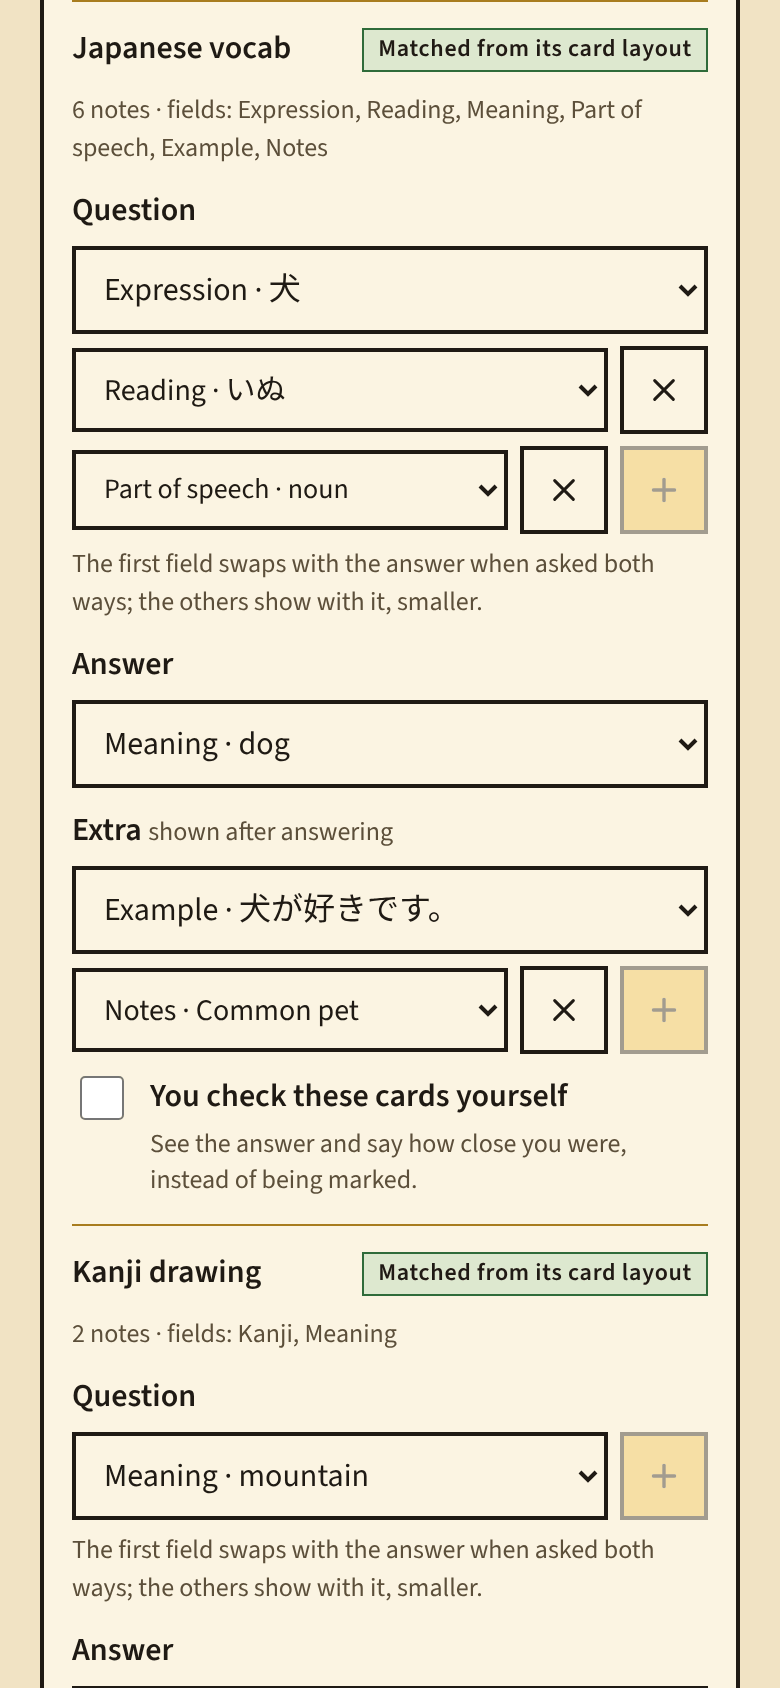 Japanese vocab
Matched from its card layout
6 notes · fields: Expression, Reading, Meaning, Part of
speech, Example, Notes
Question
Expression · 犬
Reading · いぬ
Part of speech · noun
The first field swaps with the answer when asked both
ways; the others show with it, smaller.
Answer
Meaning · dog
Extra shown after answering
Example · 犬が好きです。
Notes · Common pet
You check these cards yourself
See the answer and say how close you were,
instead of being marked.
Kanji drawing
Matched from its card layout
2 notes · fields: Kanji, Meaning
Question
Meaning · mountain
The first field swaps with the answer when asked both
ways; the others show with it, smaller.
Answer